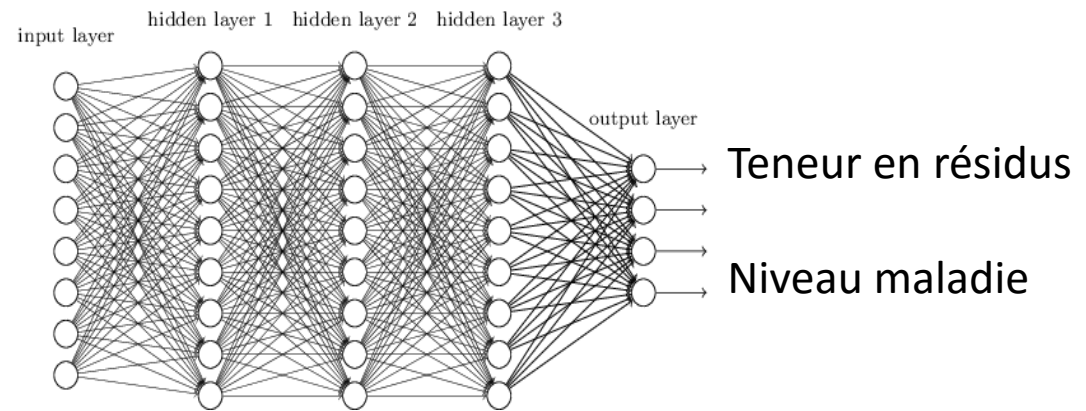 input layer
hidden layer 1
hidden layer 2
hidden layer 3
output layer
Teneur en résidus
Niveau maladie